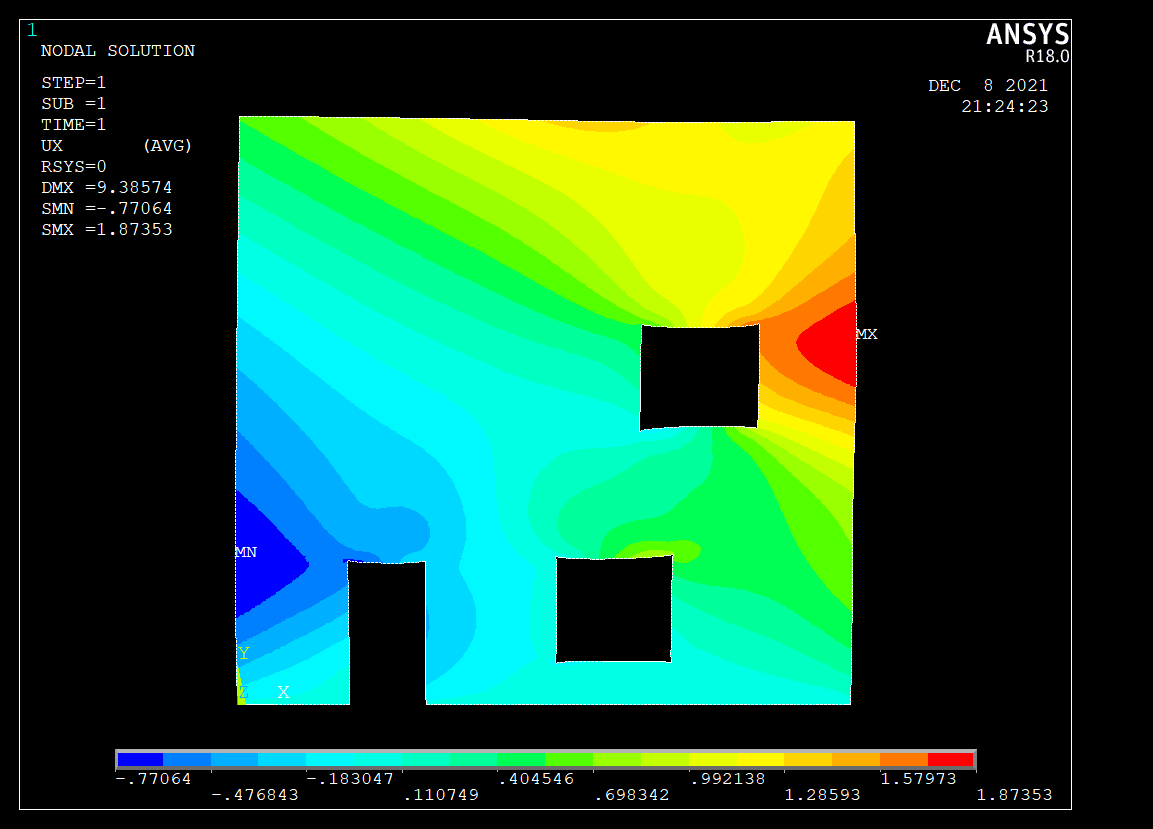 1
ANSYS
R18.0
NODAL SOLUTION
STEP=1
SUB =1
TIME=1
UX (AVG)
RSYS=0
DMX =9.38574
SMN =-.77064
SMX =1.87353
DEC 8 2021
21:24:23
MX
MN
Y
Z X
-.77064 -.183047 .404546 .992138 1.57973
-.476843 .110749 .698342 1.28593 1.87353